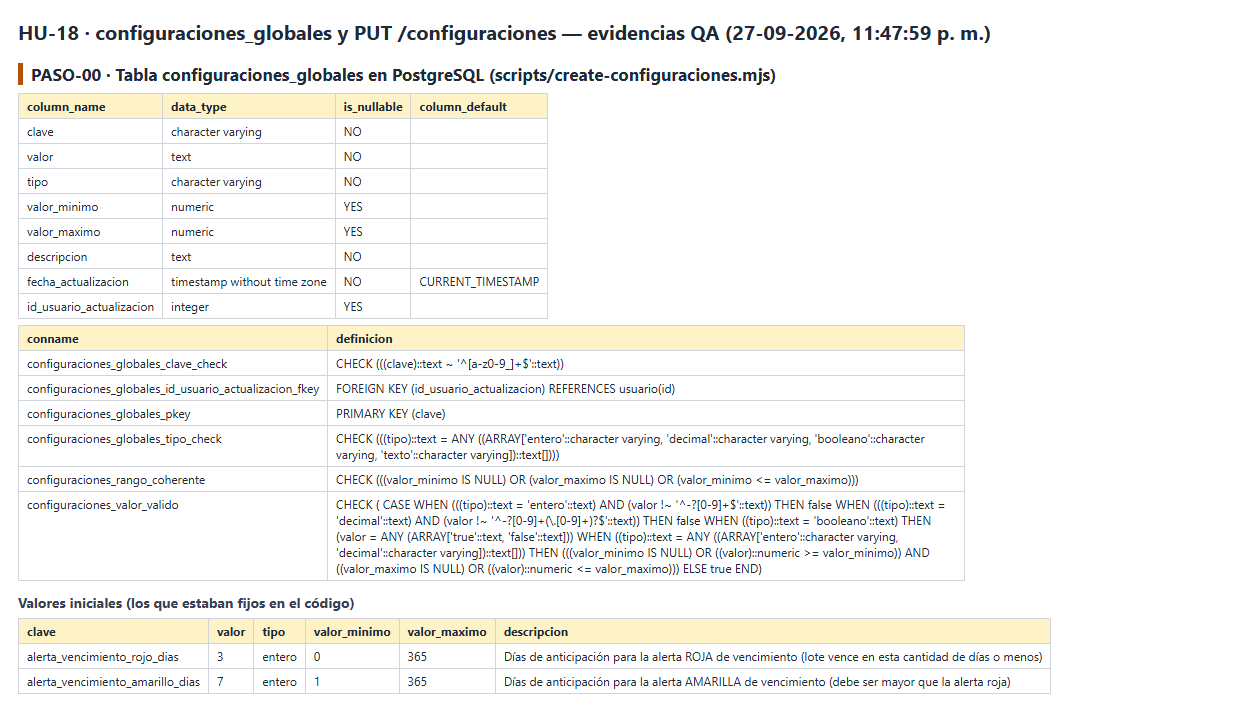 HU-18 · configuraciones_globales y PUT /configuraciones — evidencias QA (27-09-2026, 11:47:59 p. m.)
PASO-00 · Tabla configuraciones_globales en PostgreSQL (scripts/create-configuraciones.mjs)
column_name data_type is_nullable column_default
clave character varying NO
valor text NO
tipo character varying NO
valor_minimo numeric YES
valor_maximo numeric YES
descripcion text NO
fecha_actualizacion timestamp without time zone NO CURRENT_TIMESTAMP
id_usuario_actualizacion integer YES
conname definicion
configuraciones_globales_clave_check CHECK (((clave)::text ~ '^[a-z0-9_]+$'::text))
configuraciones_globales_id_usuario_actualizacion_fkey FOREIGN KEY (id_usuario_actualizacion) REFERENCES usuario(id)
configuraciones_globales_pkey PRIMARY KEY (clave)
configuraciones_globales_tipo_check CHECK (((tipo)::text = ANY ((ARRAY['entero'::character varying, 'decimal'::character varying, 'booleano'::character
varying, 'texto'::character varying])::text[])))
configuraciones_rango_coherente CHECK (((valor_minimo IS NULL) OR (valor_maximo IS NULL) OR (valor_minimo <= valor_maximo)))
configuraciones_valor_valido CHECK ( CASE WHEN (((tipo)::text = 'entero'::text) AND (valor !~ '^-?[0-9]+$'::text)) THEN false WHEN (((tipo)::text =
'decimal'::text) AND (valor !~ '^-?[0-9]+(\.[0-9]+)?$'::text)) THEN false WHEN ((tipo)::text = 'booleano'::text) THEN
(valor = ANY (ARRAY['true'::text, 'false'::text])) WHEN ((tipo)::text = ANY ((ARRAY['entero'::character varying,
'decimal'::character varying])::text[])) THEN (((valor_minimo IS NULL) OR ((valor)::numeric >= valor_minimo)) AND
((valor_maximo IS NULL) OR ((valor)::numeric <= valor_maximo))) ELSE true END)
Valores iniciales (los que estaban fijos en el código)
clave valor tipo valor_minimo valor_maximo descripcion
alerta_vencimiento_rojo_dias 3 entero 0 365 Días de anticipación para la alerta ROJA de vencimiento (lote vence en esta cantidad de días o menos)
alerta_vencimiento_amarillo_dias 7 entero 1 365 Días de anticipación para la alerta AMARILLA de vencimiento (debe ser mayor que la alerta roja)